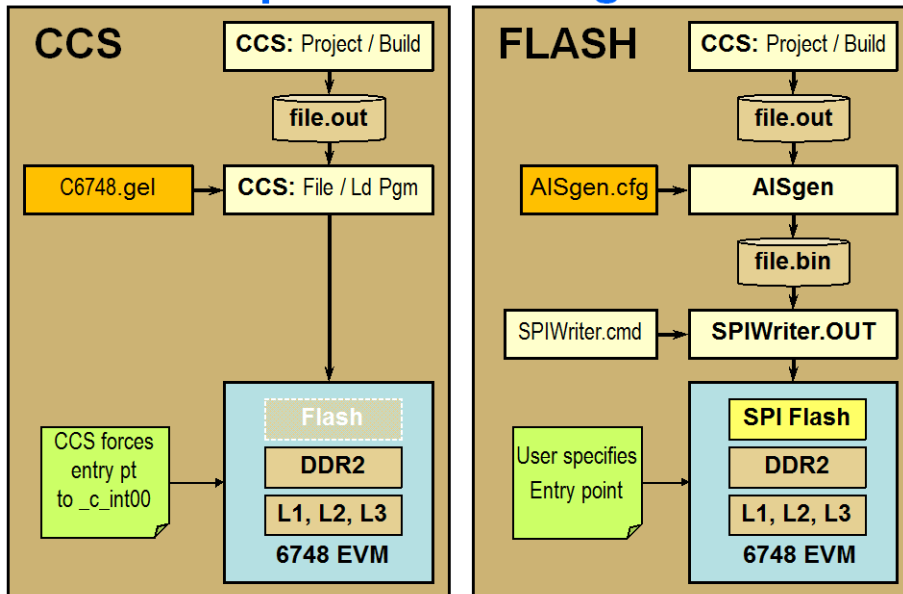 CCS
CCS: Project / Build
file.out
C6748.gel
CCS: File / Ld Pgm
Flash
CCS forces
entry pt
to _c_int00
DDR2
L1, L2, L3
6748 EVM
FLASH
CCS: Project / Build
file.out
AISgen.cfg
AISgen
file.bin
SPIWriter.cmd
SPIWriter.OUT
SPI Flash
User specifies
Entry point
DDR2
L1, L2, L3
6748 EVM